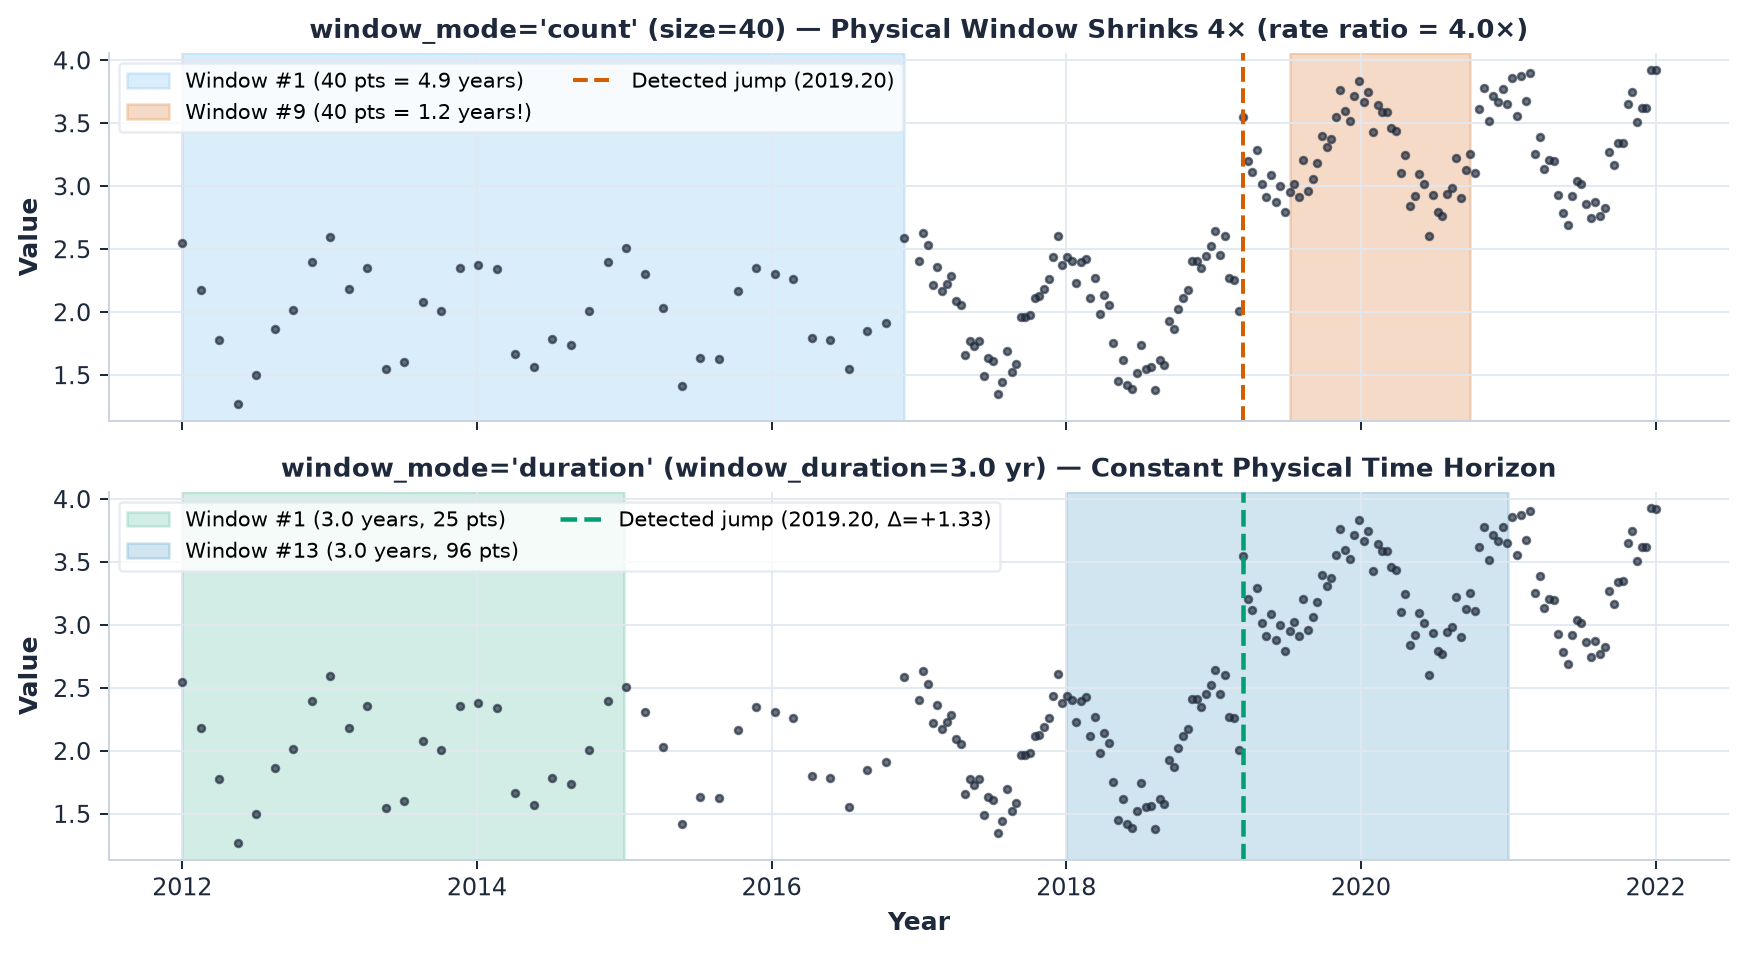 window_mode='count' (size=40) — Physical Window Shrinks 4× (rate ratio = 4.0×)
4.0
3.5
3.0
2.5
2.0
1.5
Value
Window #1 (40 pts = 4.9 years)
Window #9 (40 pts = 1.2 years!)
Detected jump (2019.20)
window_mode='duration' (window_duration=3.0 yr) — Constant Physical Time Horizon
4.0
3.5
3.0
2.5
2.0
1.5
Value
Window #1 (3.0 years, 25 pts)
Window #13 (3.0 years, 96 pts)
Detected jump (2019.20, Δ=+1.33)
2012 2014 2016 2018 2020 2022
Year